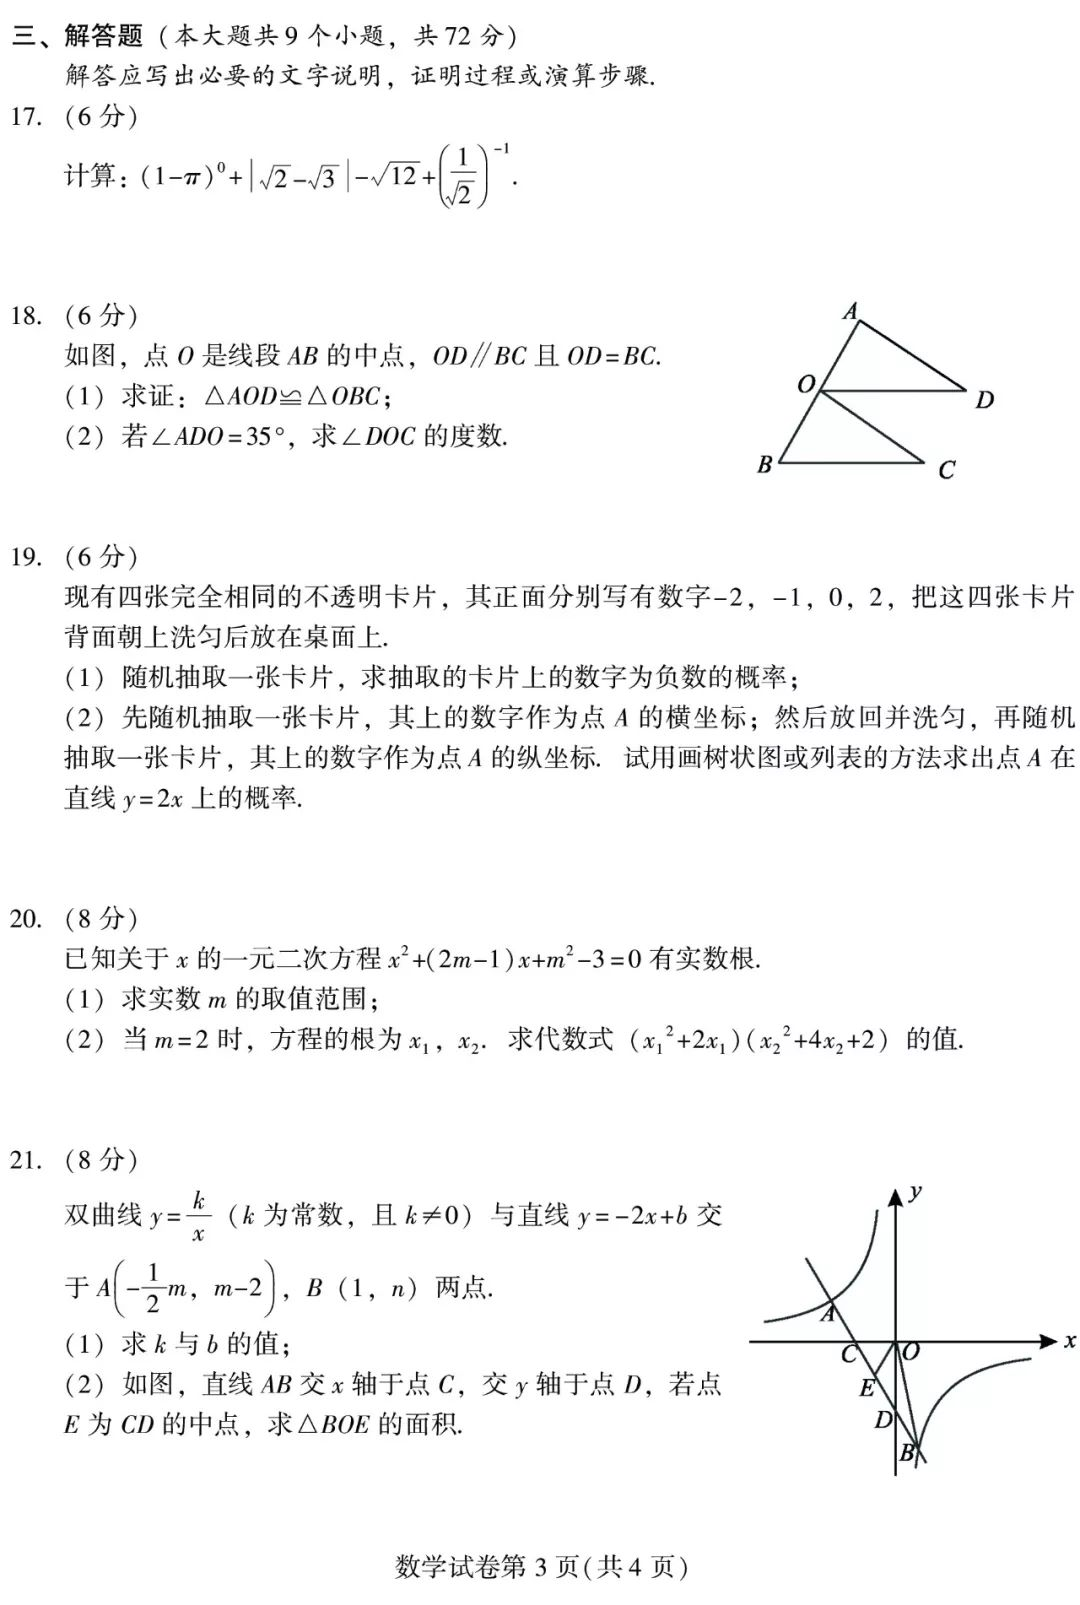 三、解答题（本大题共9个小题，共72分）
解答应写出必要的文字说明，证明过程或演算步骤.
17.（6分）
计算：(1-π)⁰+|√2-√3|-√12+(1/√2)⁻¹.
18.（6分）
如图，点O是线段AB的中点，OD∥BC且OD=BC.
（1）求证：△AOD≌△OBC；
（2）若∠ADO=35°，求∠DOC的度数.
A
O
D
B
C
19.（6分）
现有四张完全相同的不透明卡片，其正面分别写有数字-2，-1，0，2，把这四张卡片
背面朝上洗匀后放在桌面上.
（1）随机抽取一张卡片，求抽取的卡片上的数字为负数的概率；
（2）先随机抽取一张卡片，其上的数字作为点A的横坐标；然后放回并洗匀，再随机
抽取一张卡片，其上的数字作为点A的纵坐标. 试用画树状图或列表的方法求出点A在
直线y=2x上的概率.
20.（8分）
已知关于x的一元二次方程x²+(2m-1)x+m²-3=0有实数根.
（1）求实数m的取值范围；
（2）当m=2时，方程的根为x₁，x₂. 求代数式（x₁²+2x₁)(x₂²+4x₂+2）的值.
21.（8分）
双曲线y=k/x（k为常数，且k≠0）与直线y=-2x+b交
于A(-1/2m，m-2)，B（1，n）两点.
（1）求k与b的值；
（2）如图，直线AB交x轴于点C，交y轴于点D，若点
E为CD的中点，求△BOE的面积.
y
A
x
C
O
E
D
B
数学试卷第3页(共4页)